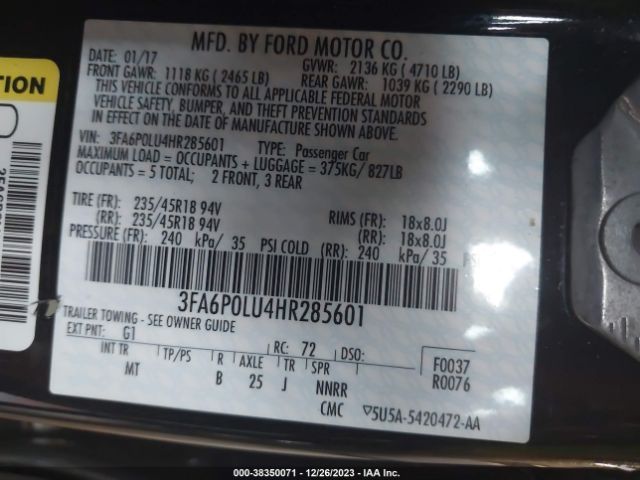 MFD. BY FORD MOTOR CO.
DATE: 01/17
GVWR: 2136 KG ( 4710 LB)
FRONT GAWR: 1118 KG ( 2465 LB)
REAR GAWR: 1039 KG ( 2290 LB)
THIS VEHICLE CONFORMS TO ALL APPLICABLE FEDERAL MOTOR
VEHICLE SAFETY, BUMPER, AND THEFT PREVENTION STANDARDS
IN EFFECT ON THE DATE OF MANUFACTURE SHOWN ABOVE.
VIN: 3FA6P0LU4HR285601 TYPE: Passenger Car
MAXIMUM LOAD = OCCUPANTS + LUGGAGE = 375KG/ 827LB
OCCUPANTS = 5 TOTAL; 2 FRONT, 3 REAR
TIRE (FR): 235/45R18 94V RIMS (FR): 18x8.0J
(RR): 235/45R18 94V (RR): 18x8.0J
PRESSURE (FR): 240 kPa/ 35 PSI COLD (RR): 240 kPa/ 35 PS
3FA6P0LU4HR285601
TRAILER TOWING - SEE OWNER GUIDE
EXT PNT: G1 RC: 72 DSO: F0037
INT TR TP/PS R AXLE TR SPR R0076
MT B 25 J NNRR
CMC 5U5A-5420472-AA
TION
000-38350071 | 12/26/2023 | IAA Inc.